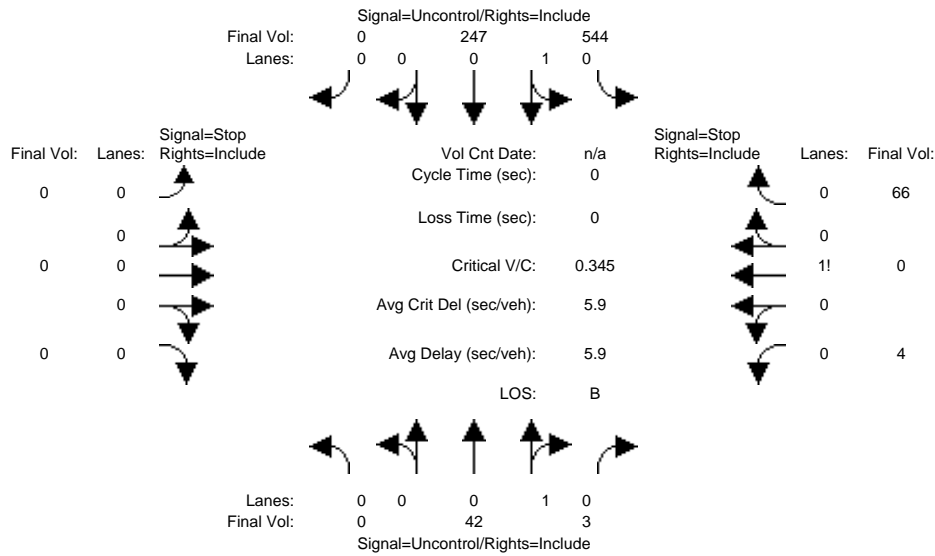 Signal=Uncontrol/Rights=Include
Final Vol: 0 247 544
Lanes: 0 0 0 1 0
Signal=Stop Signal=Stop
Final Vol: Lanes: Rights=Include Vol Cnt Date: n/a Rights=Include Lanes: Final Vol:
Cycle Time (sec): 0
0 0 0 66
Loss Time (sec): 0
0 0
0 0 Critical V/C: 0.345 1! 0
0 Avg Crit Del (sec/veh): 5.9 0
0 0 Avg Delay (sec/veh): 5.9 0 4
LOS: B
Lanes: 0 0 0 1 0
Final Vol: 0 42 3
Signal=Uncontrol/Rights=Include